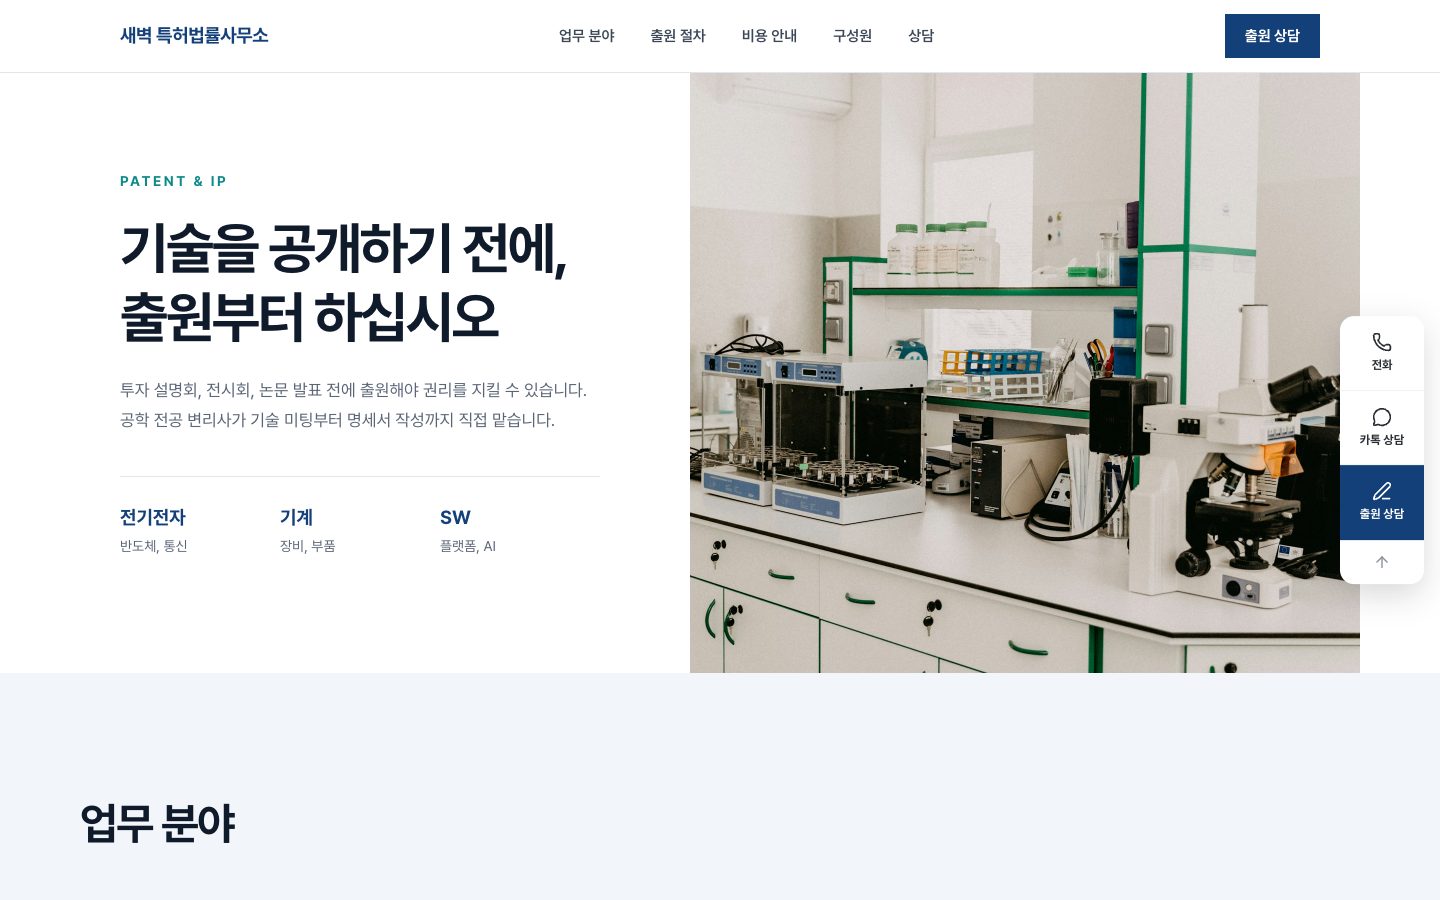 새벽 특허법률사무소
업무 분야
출원 절차
비용 안내
구성원
상담
출원 상담
PATENT & IP
기술을 공개하기 전에,
출원부터 하십시오
투자 설명회, 전시회, 논문 발표 전에 출원해야 권리를 지킬 수 있습니다.
공학 전공 변리사가 기술 미팅부터 명세서 작성까지 직접 맡습니다.
전기전자
반도체, 통신
기계
장비, 부품
SW
플랫폼, AI
전화
카톡 상담
출원 상담
업무 분야